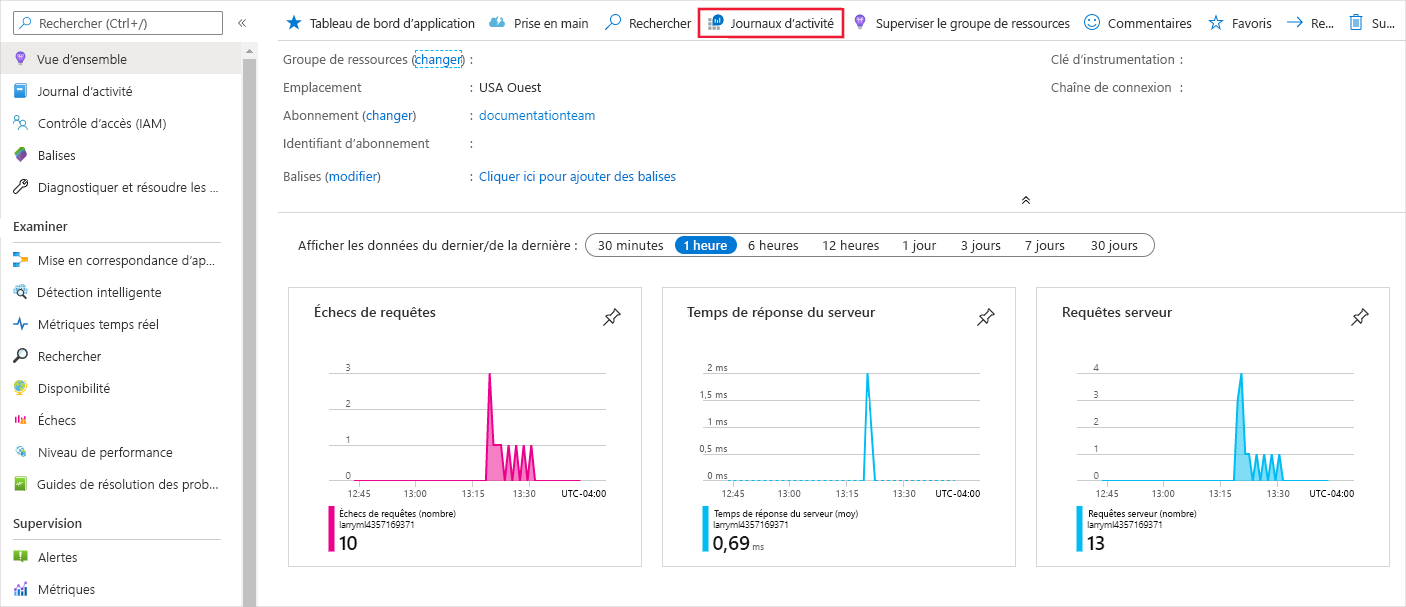 Rechercher (Ctrl+/)
«
Tableau de bord d’application
Prise en main
Rechercher
Journaux d’activité
Superviser le groupe de ressources
Commentaires
Favoris
Re...
Su...
Vue d’ensemble
Journal d’activité
Contrôle d’accès (IAM)
Balises
Diagnostiquer et résoudre les ...
Examiner
Mise en correspondance d’ap...
Détection intelligente
Métriques temps réel
Rechercher
Disponibilité
Échecs
Niveau de performance
Guides de résolution des prob...
Supervision
Alertes
Métriques
Groupe de ressources (changer) :
Emplacement : USA Ouest
Abonnement (changer) : documentationteam
Identifiant d’abonnement :
Balises (modifier) : Cliquer ici pour ajouter des balises
Clé d’instrumentation :
Chaîne de connexion :
Afficher les données du dernier/de la dernière : 30 minutes 1 heure 6 heures 12 heures 1 jour 3 jours 7 jours 30 jours
Échecs de requêtes
3
2
1
0
12:45 13:00 13:15 13:30 UTC-04:00
Échecs de requêtes (nombre)
larryml4357169371
10
Temps de réponse du serveur
2 ms
1,5 ms
1 ms
0,5 ms
0 ms
12:45 13:00 13:15 13:30 UTC-04:00
Temps de réponse du serveur (moy)
larryml4357169371
0,69 ms
Requêtes serveur
4
3
2
1
0
12:45 13:00 13:15 13:30 UTC-04:00
Requêtes serveur (nombre)
larryml4357169371
13